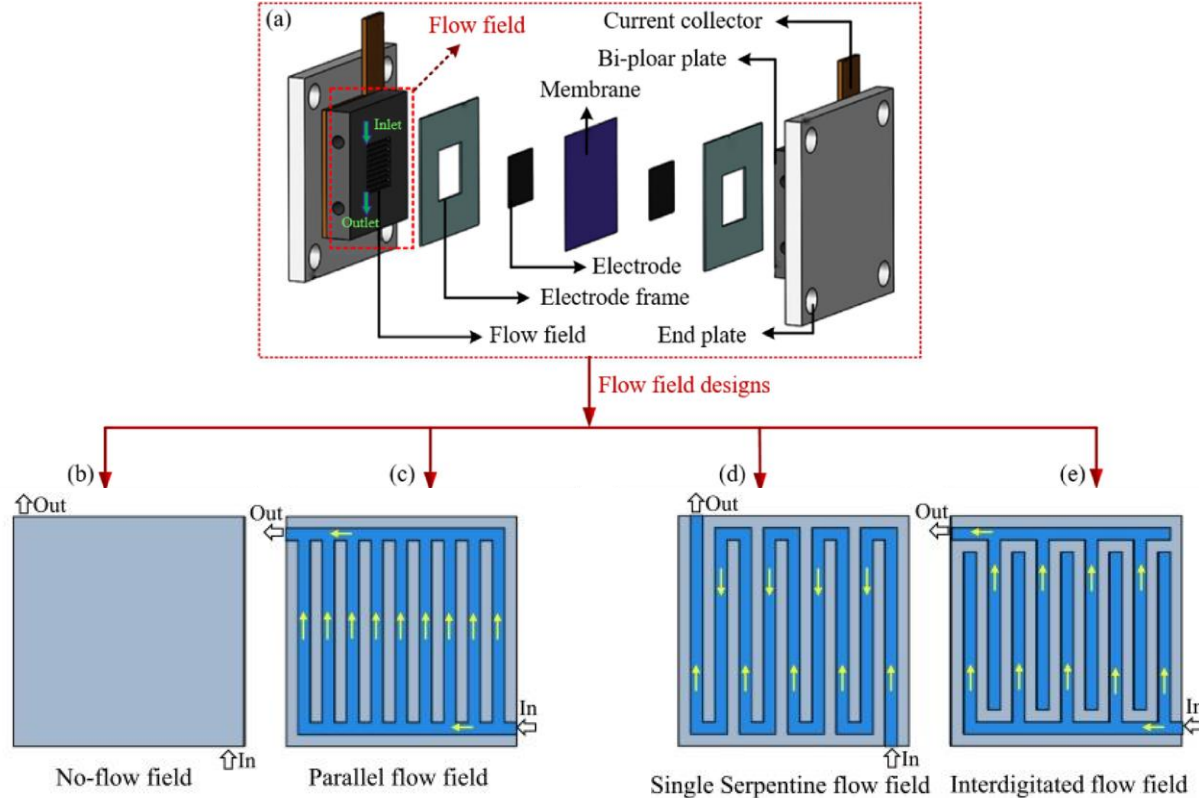 (a)
Flow field
Current collector
Bi-ploar plate
Membrane
Inlet
Outlet
Electrode
Electrode frame
Flow field
End plate
Flow field designs
(b)
(c)
(d)
(e)
Out
In
No-flow field
Out
In
Parallel flow field
Out
In
Single Serpentine flow field
Out
In
Interdigitated flow field